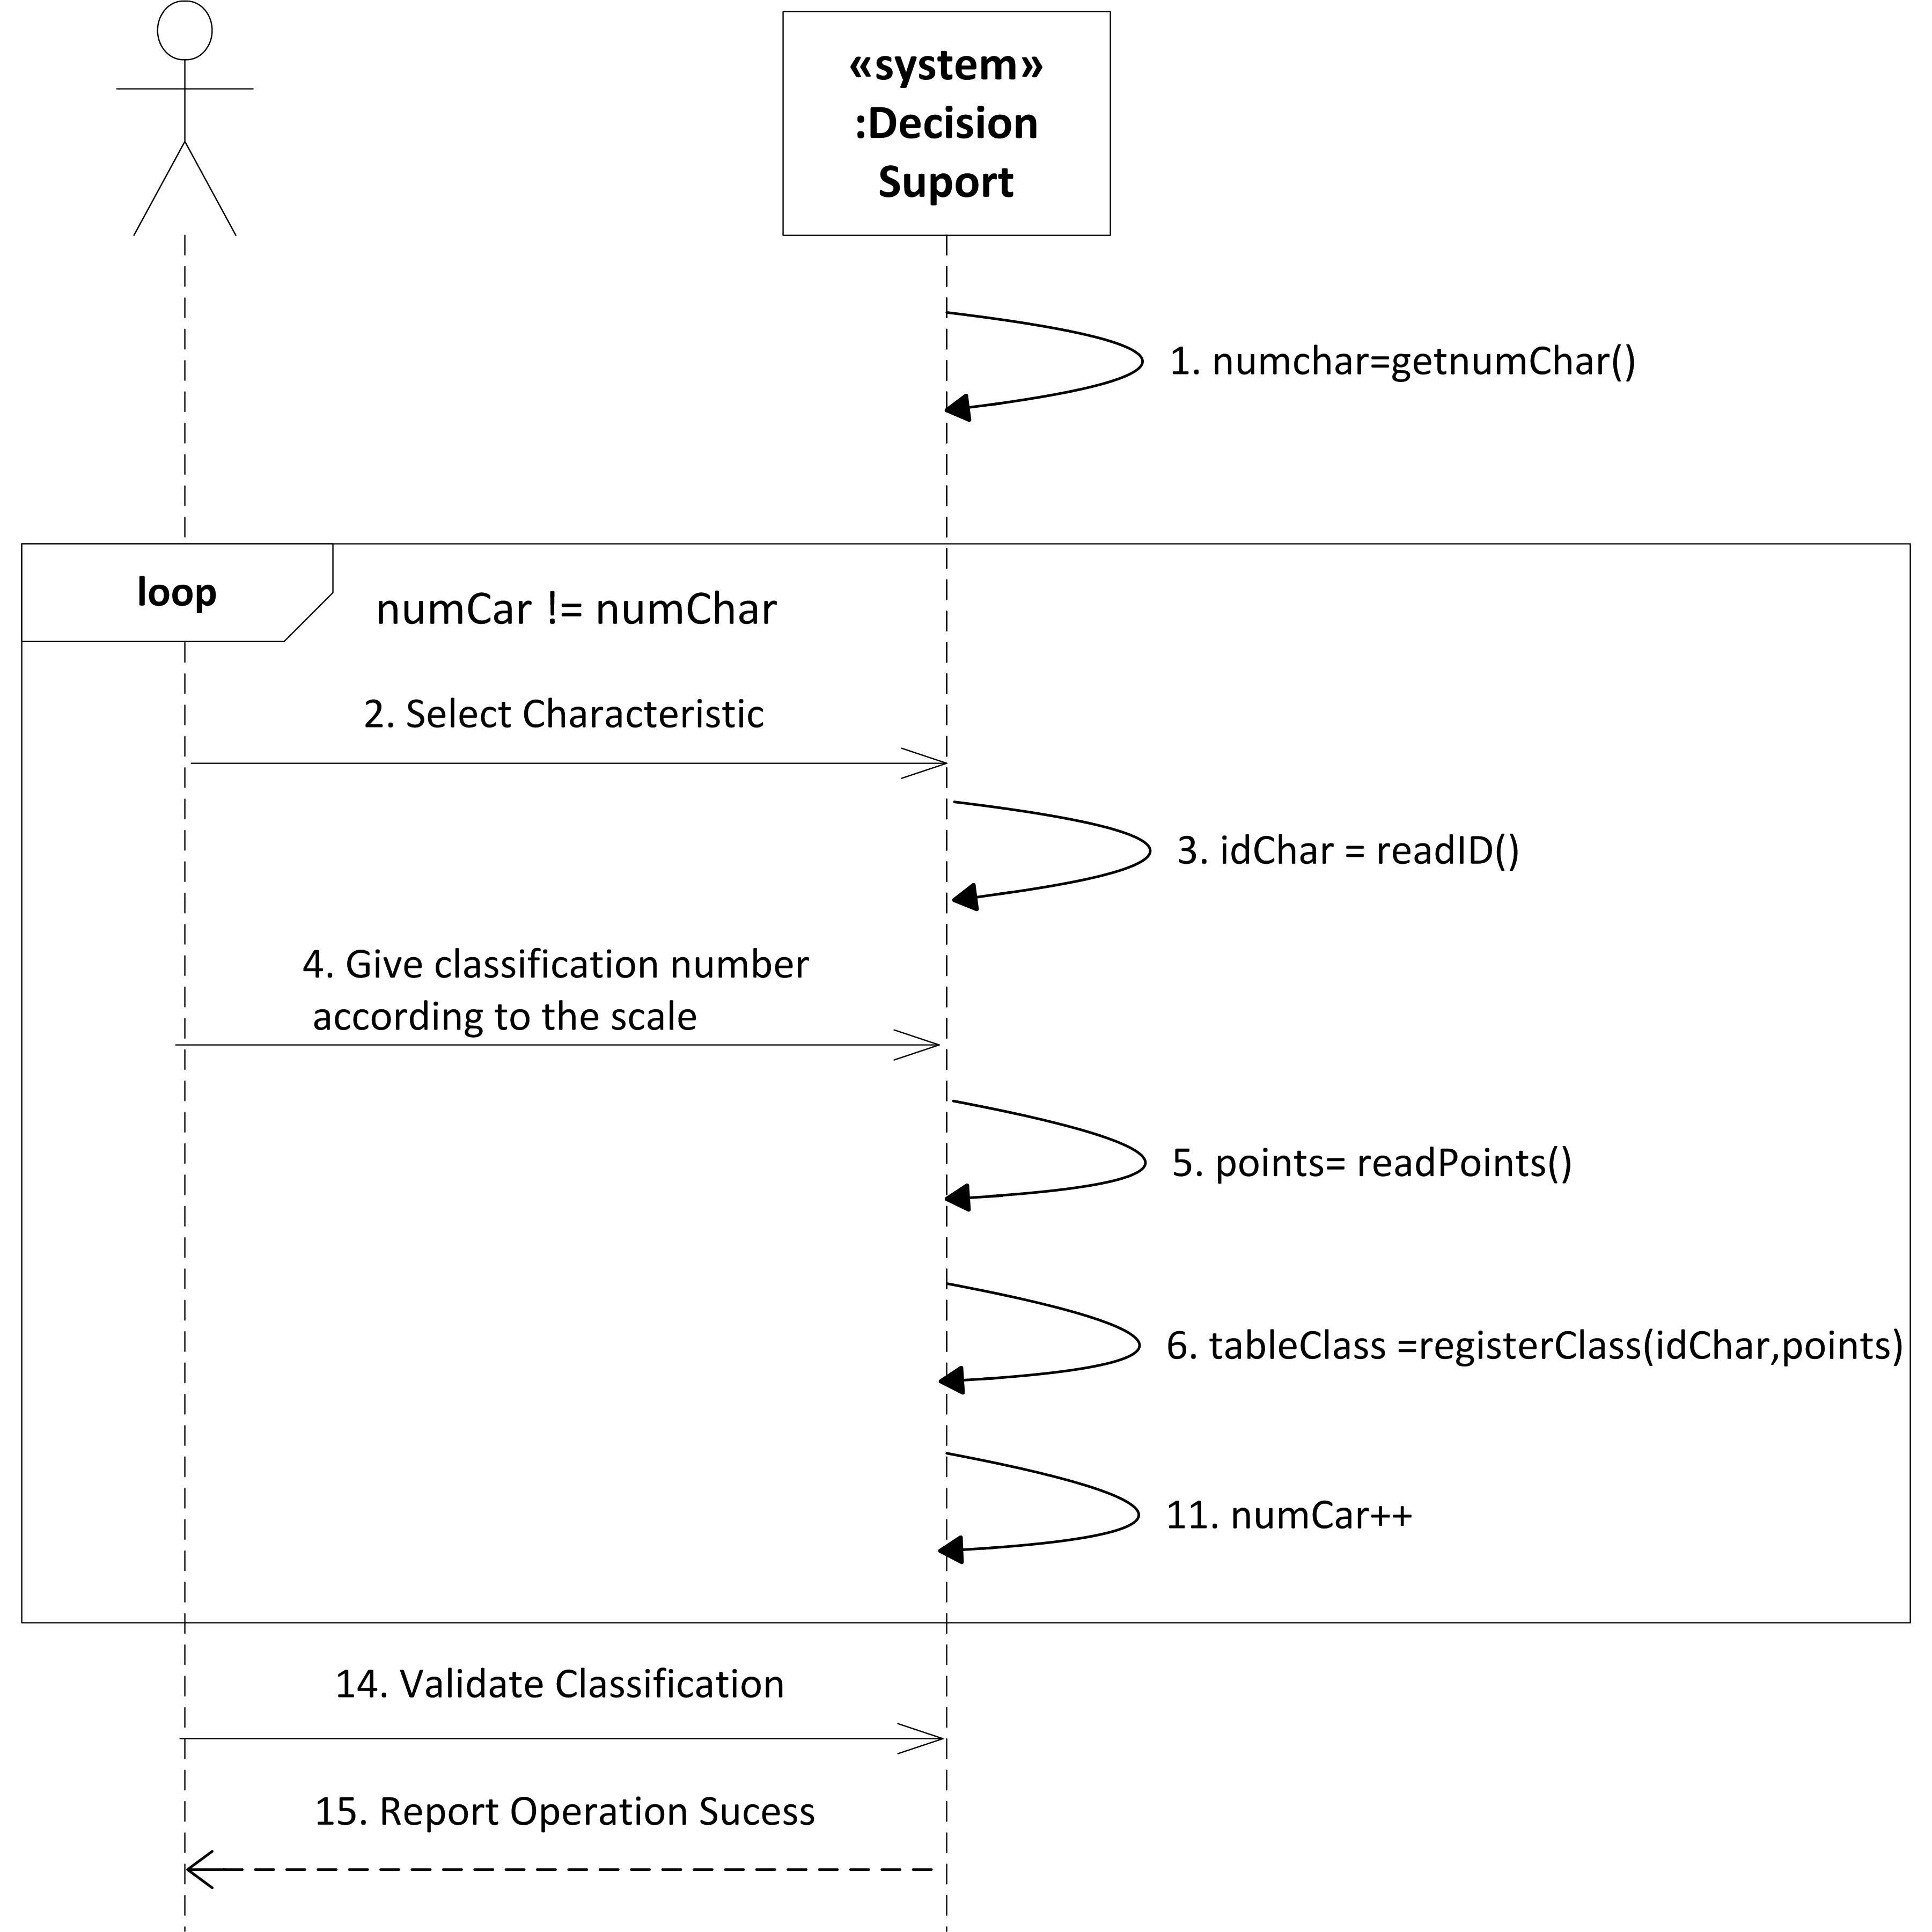 «system»
:Decision
Suport
1. numchar=getnumChar()
loop
numCar != numChar
2. Select Characteristic
3. idChar = readID()
4. Give classification number
according to the scale
5. points= readPoints()
6. tableClass =registerClass(idChar,points)
11. numCar++
14. Validate Classification
15. Report Operation Sucess